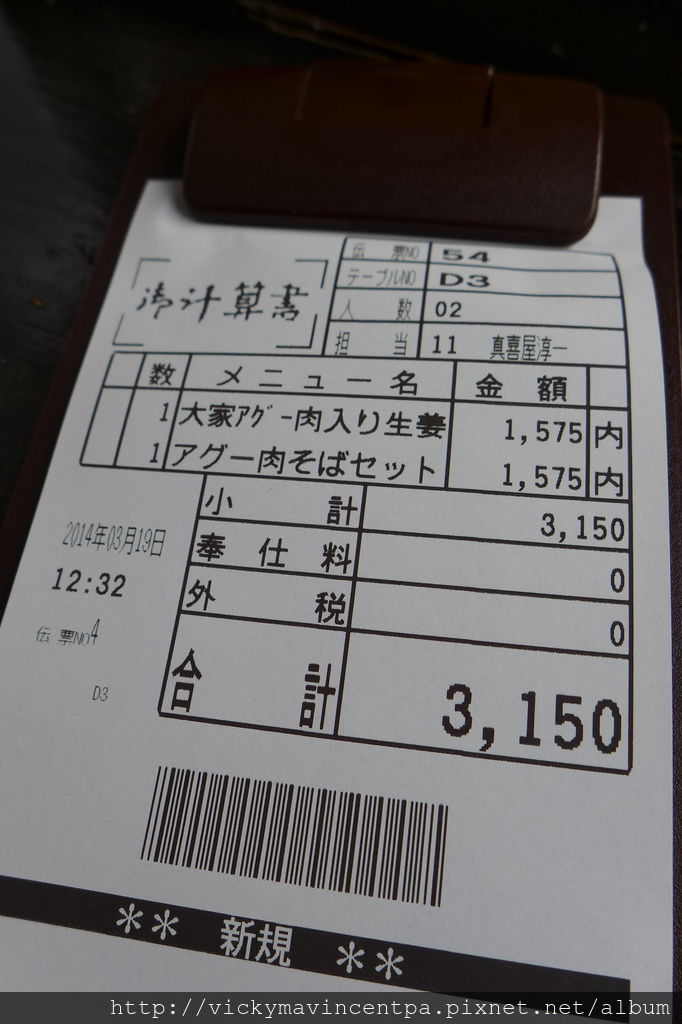 御計算書
伝票NO 54
テーブルNO D3
人数 02
担当 11 真喜屋淳一
数 メニュー名 金額
1 大家ｱｸﾞｰ肉入り生姜 1,575 内
1 アグー肉そばセット 1,575 内
小計 3,150
奉仕料 0
外税 0
合計 3,150
2014年03月19日
12:32
伝票NO4
D3
** 新規 **
http://vickymavincentpa.pixnet.net/album